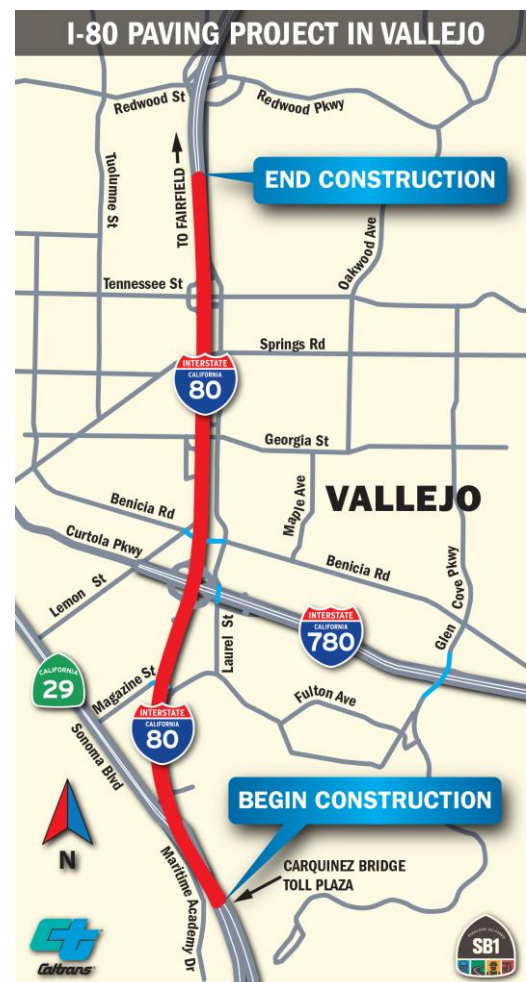 I-80 PAVING PROJECT IN VALLEJO
Redwood St
Redwood Pkwy
Tuolumne St
TO FAIRFIELD
END CONSTRUCTION
Oakwood Ave
Tennessee St
Springs Rd
INTERSTATE
CALIFORNIA
80
Georgia St
Maple Ave
VALLEJO
Benicia Rd
Curtola Pkwy
Benicia Rd
Glen Cove Pkwy
Lemon St
Laurel St
INTERSTATE
CALIFORNIA
780
CALIFORNIA
29
Magazine St
Fulton Ave
INTERSTATE
CALIFORNIA
80
Sonoma Blvd
BEGIN CONSTRUCTION
N
Maritime Academy Dr
CARQUINEZ BRIDGE
TOLL PLAZA
Caltrans
SB1